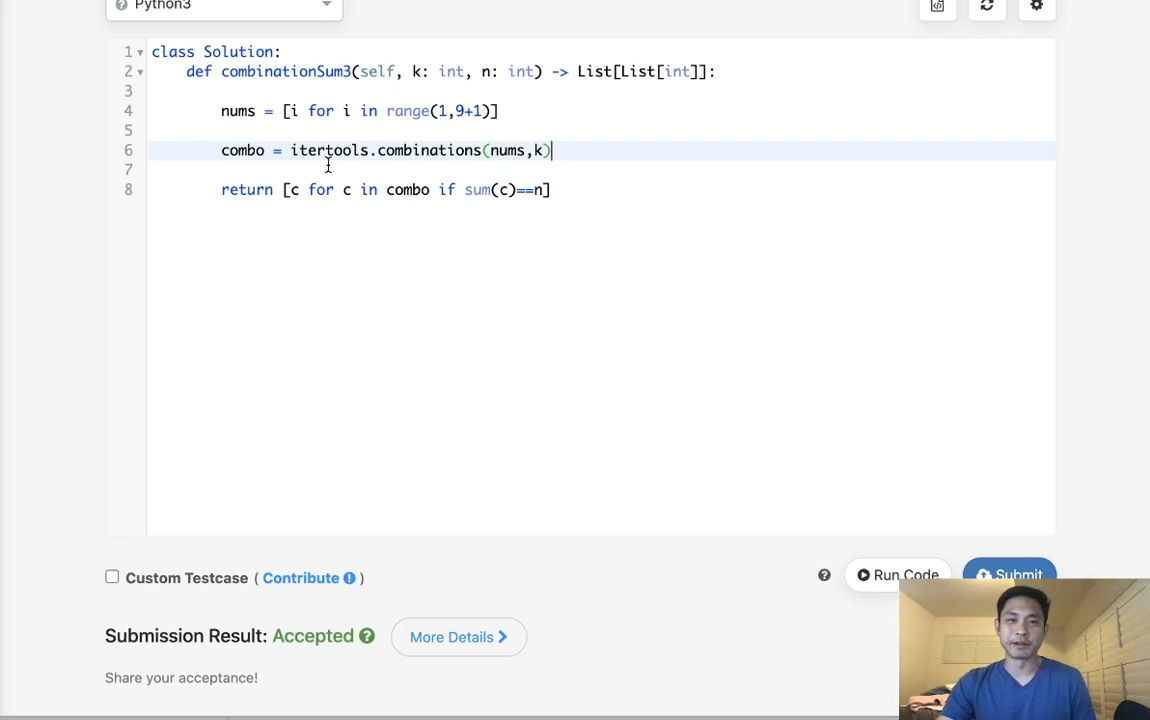 Python3
1 class Solution:
2 def combinationSum3(self, k: int, n: int) -> List[List[int]]:
3
4 nums = [i for i in range(1,9+1)]
5
6 combo = itertools.combinations(nums,k)
7
8 return [c for c in combo if sum(c)==n]
Custom Testcase ( Contribute )
Run Code
Submit
Submission Result: Accepted
More Details
Share your acceptance!